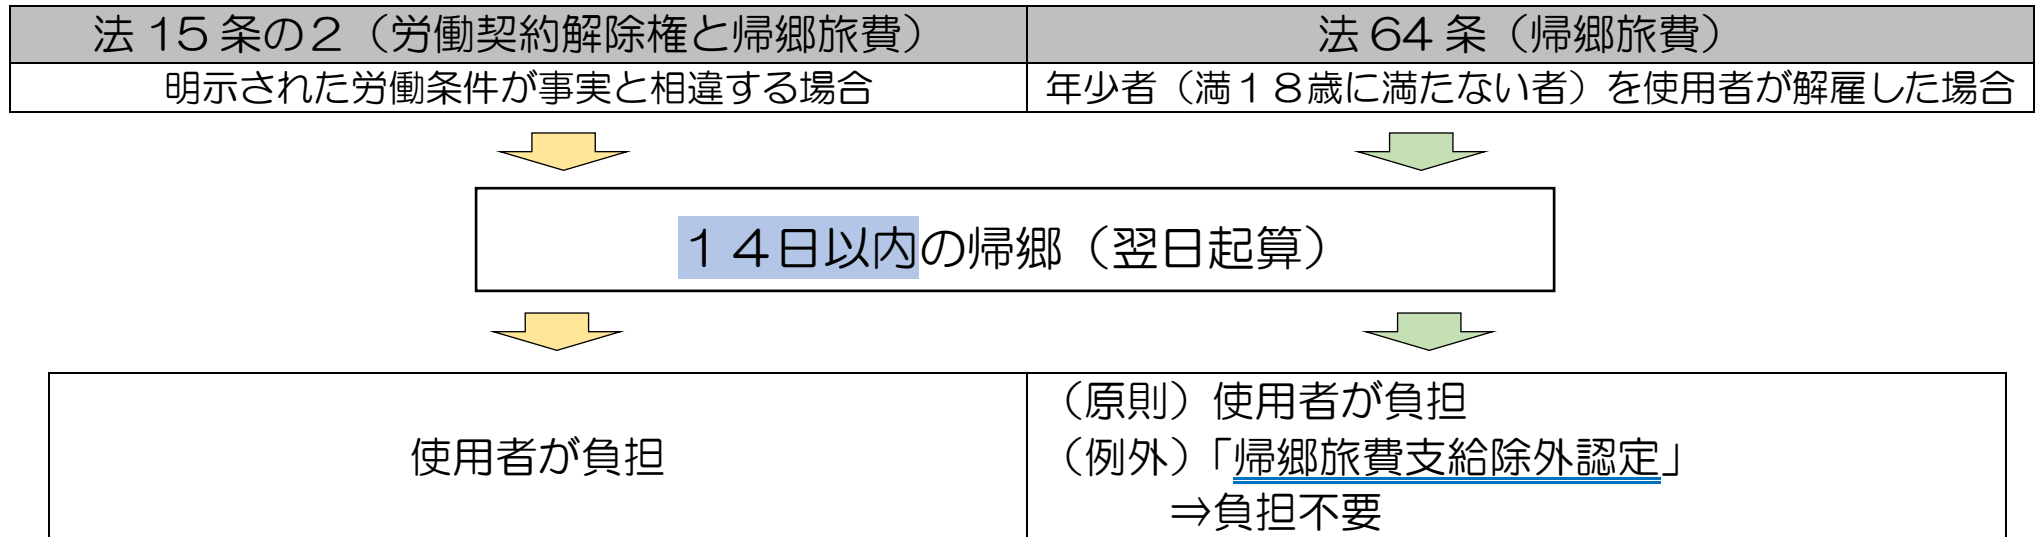 法 15 条の２（労働契約解除権と帰郷旅費）
法 64 条（帰郷旅費）
明示された労働条件が事実と相違する場合
年少者（満１８歳に満たない者）を使用者が解雇した場合
１４日以内の帰郷（翌日起算）
使用者が負担
（原則）使用者が負担
（例外）「帰郷旅費支給除外認定」
⇒負担不要